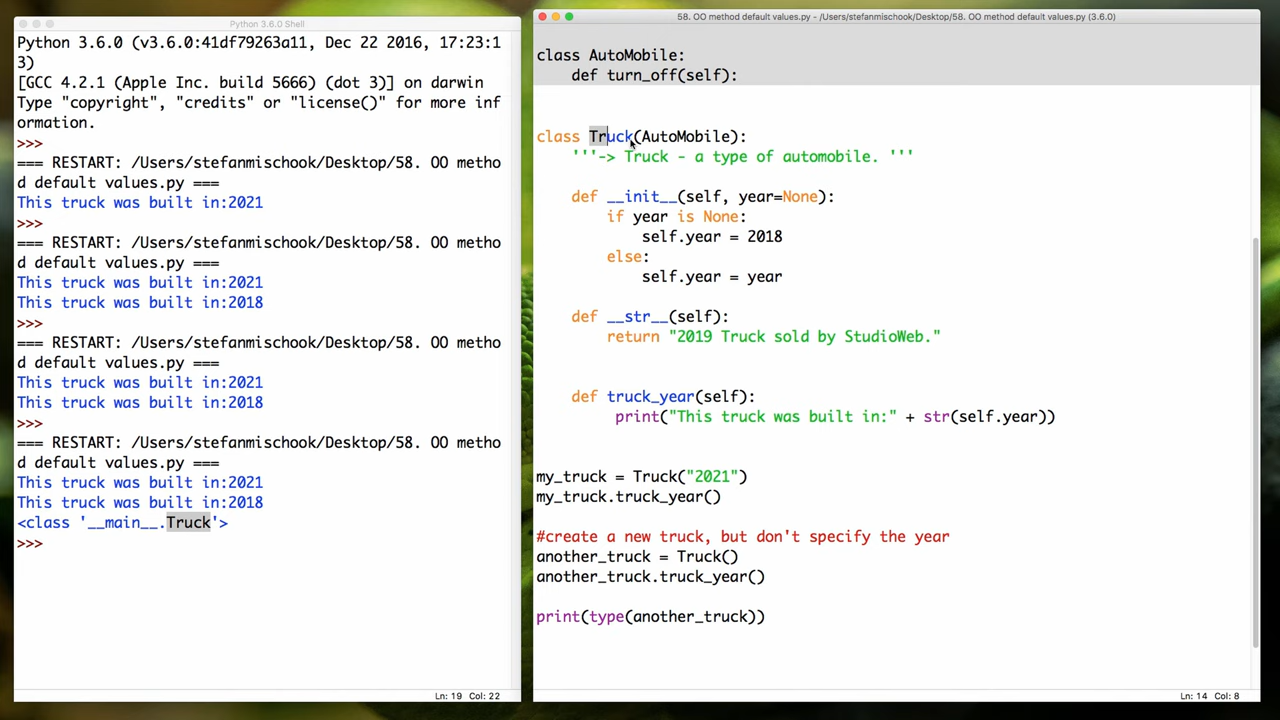 Python 3.6.0 Shell
Python 3.6.0 (v3.6.0:41df79263a11, Dec 22 2016, 17:23:1
3)
[GCC 4.2.1 (Apple Inc. build 5666) (dot 3)] on darwin
Type "copyright", "credits" or "license()" for more inf
ormation.
>>>
=== RESTART: /Users/stefanmischook/Desktop/58. OO metho
d default values.py ===
This truck was built in:2021
>>>
=== RESTART: /Users/stefanmischook/Desktop/58. OO metho
d default values.py ===
This truck was built in:2021
This truck was built in:2018
>>>
=== RESTART: /Users/stefanmischook/Desktop/58. OO metho
d default values.py ===
This truck was built in:2021
This truck was built in:2018
>>>
=== RESTART: /Users/stefanmischook/Desktop/58. OO metho
d default values.py ===
This truck was built in:2021
This truck was built in:2018
<class '__main__.Truck'>
>>>
Ln: 19 Col: 22
58. OO method default values.py - /Users/stefanmischook/Desktop/58. OO method default values.py (3.6.0)
class AutoMobile:
    def turn_off(self):
class Truck(AutoMobile):
    '''-> Truck - a type of automobile. '''
    def __init__(self, year=None):
        if year is None:
            self.year = 2018
        else:
            self.year = year
    def __str__(self):
        return "2019 Truck sold by StudioWeb."
    def truck_year(self):
         print("This truck was built in:" + str(self.year))
my_truck = Truck("2021")
my_truck.truck_year()
#create a new truck, but don't specify the year
another_truck = Truck()
another_truck.truck_year()
print(type(another_truck))
Ln: 14 Col: 8